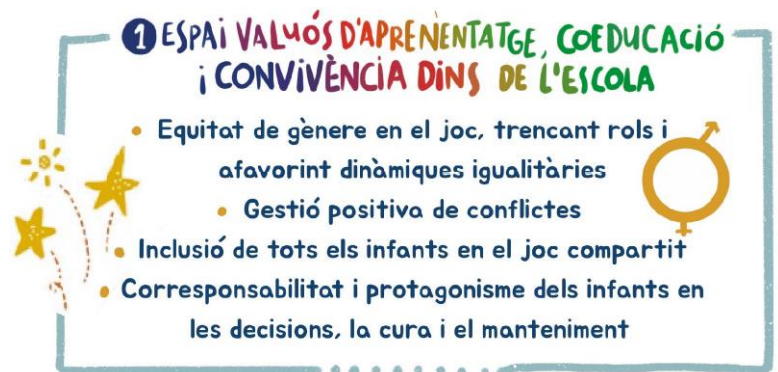 1 ESPAi VALUÓS D'APRENENTATGE, COEDUCACIÓ
i CONVIVÈNCIA DINS DE L'ESCOLA
• Equitat de gènere en el joc, trencant rols i
afavorint dinàmiques igualitàries
• Gestió positiva de conflictes
• Inclusió de tots els infants en el joc compartit
• Corresponsabilitat i protagonisme dels infants en
les decisions, la cura i el manteniment